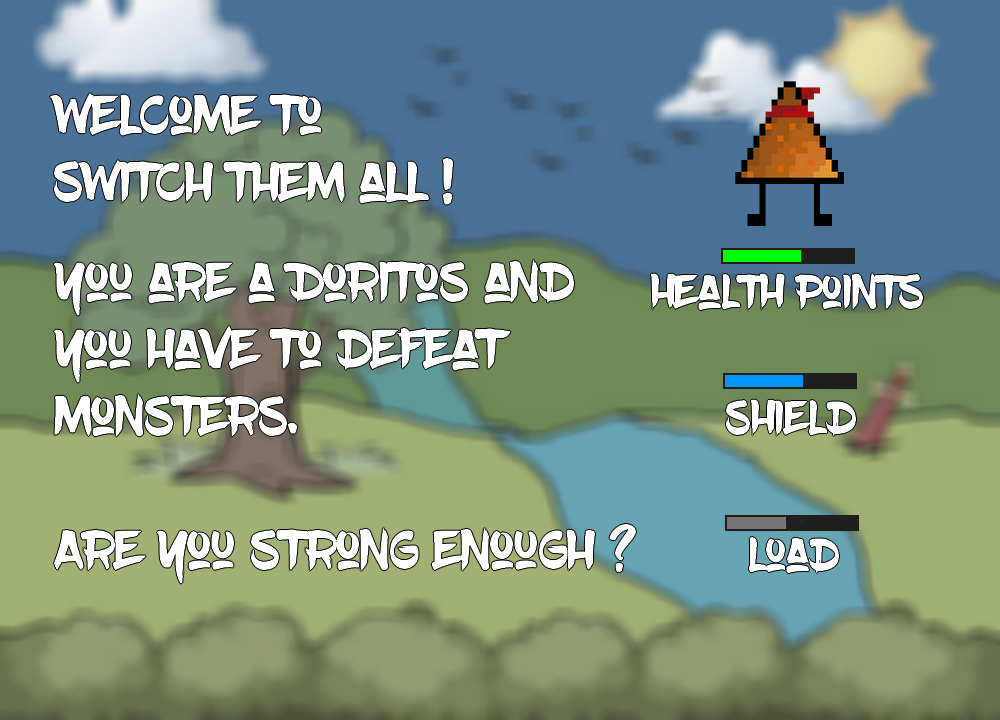 WELCOME TO
SWITCH THEM ALL !
YOU ARE A DORITOS AND
YOU HAVE TO DEFEAT
MONSTERS.
ARE YOU STRONG ENOUGH ?
HEALTH POINTS
SHIELD
LOAD